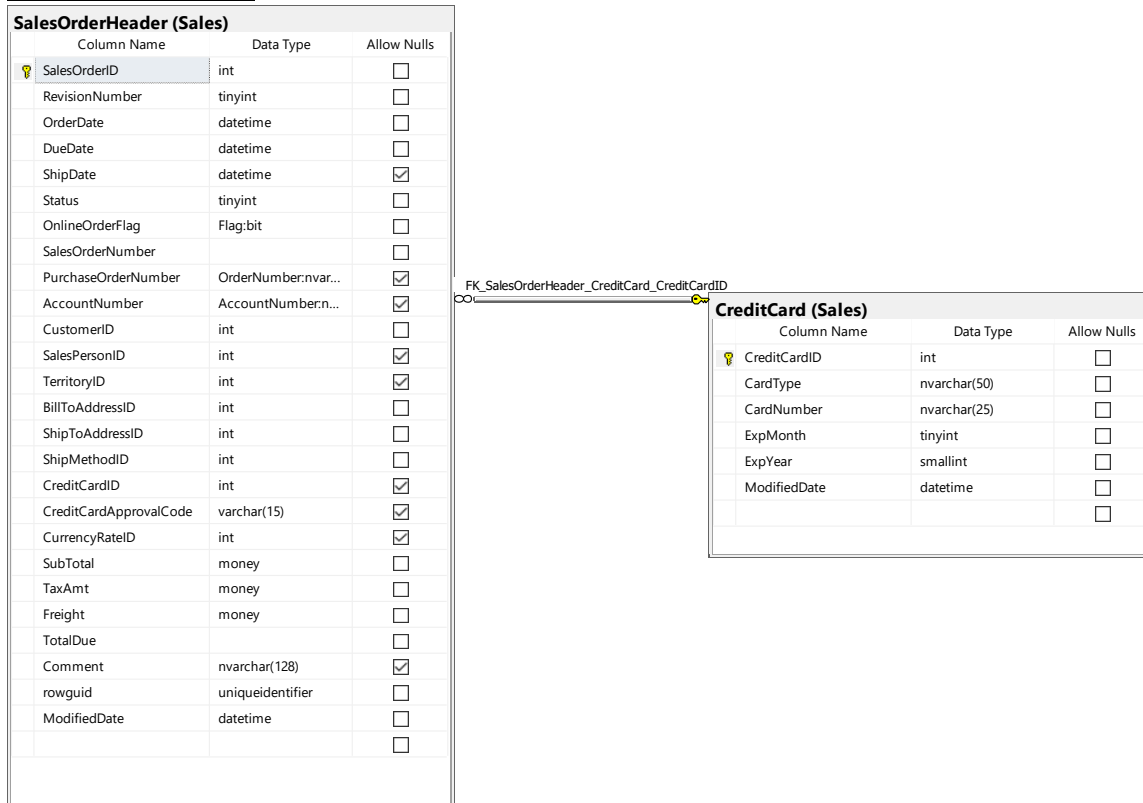 SalesOrderHeader (Sales)
Column Name Data Type Allow Nulls
SalesOrderID int
RevisionNumber tinyint
OrderDate datetime
DueDate datetime
ShipDate datetime
Status tinyint
OnlineOrderFlag Flag:bit
SalesOrderNumber
PurchaseOrderNumber OrderNumber:nvar...
AccountNumber AccountNumber:n...
CustomerID int
SalesPersonID int
TerritoryID int
BillToAddressID int
ShipToAddressID int
ShipMethodID int
CreditCardID int
CreditCardApprovalCode varchar(15)
CurrencyRateID int
SubTotal money
TaxAmt money
Freight money
TotalDue
Comment nvarchar(128)
rowguid uniqueidentifier
ModifiedDate datetime
FK_SalesOrderHeader_CreditCard_CreditCardID
CreditCard (Sales)
Column Name Data Type Allow Nulls
CreditCardID int
CardType nvarchar(50)
CardNumber nvarchar(25)
ExpMonth tinyint
ExpYear smallint
ModifiedDate datetime